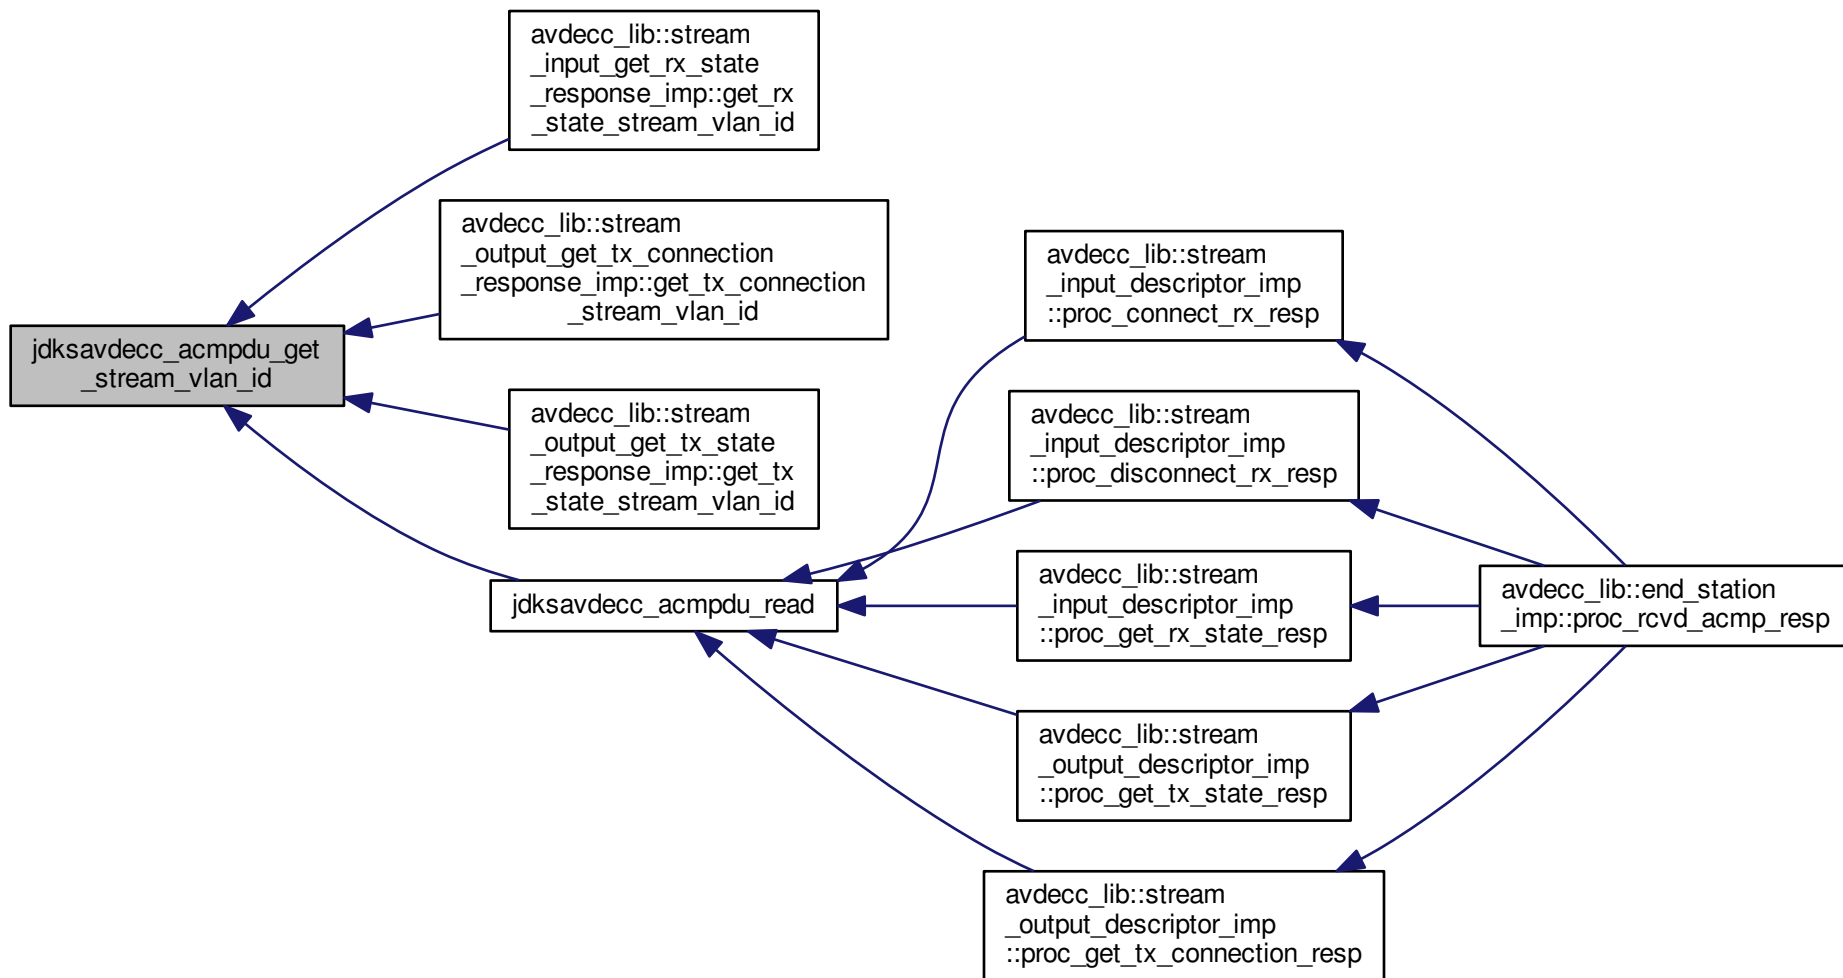 avdecc_lib::stream
_input_get_rx_state
_response_imp::get_rx
_state_stream_vlan_id
avdecc_lib::stream
_output_get_tx_connection
_response_imp::get_tx_connection
_stream_vlan_id
jdksavdecc_acmpdu_get
_stream_vlan_id
avdecc_lib::stream
_output_get_tx_state
_response_imp::get_tx
_state_stream_vlan_id
jdksavdecc_acmpdu_read
avdecc_lib::stream
_input_descriptor_imp
::proc_connect_rx_resp
avdecc_lib::stream
_input_descriptor_imp
::proc_disconnect_rx_resp
avdecc_lib::stream
_input_descriptor_imp
::proc_get_rx_state_resp
avdecc_lib::stream
_output_descriptor_imp
::proc_get_tx_state_resp
avdecc_lib::stream
_output_descriptor_imp
::proc_get_tx_connection_resp
avdecc_lib::end_station
_imp::proc_rcvd_acmp_resp